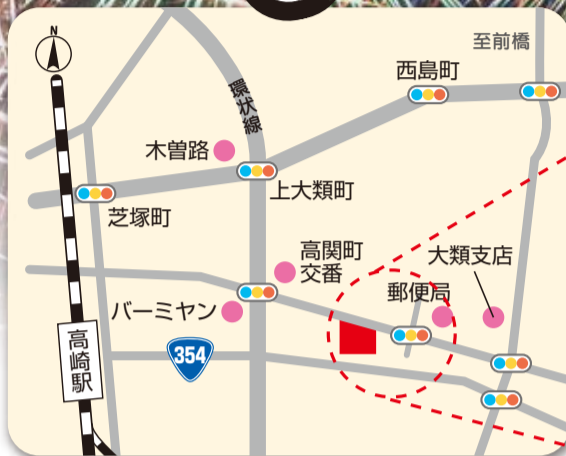 N
至前橋
西島町
環状線
木曽路
上大類町
芝塚町
高関町
交番
大類支店
郵便局
バーミヤン
354
高崎駅